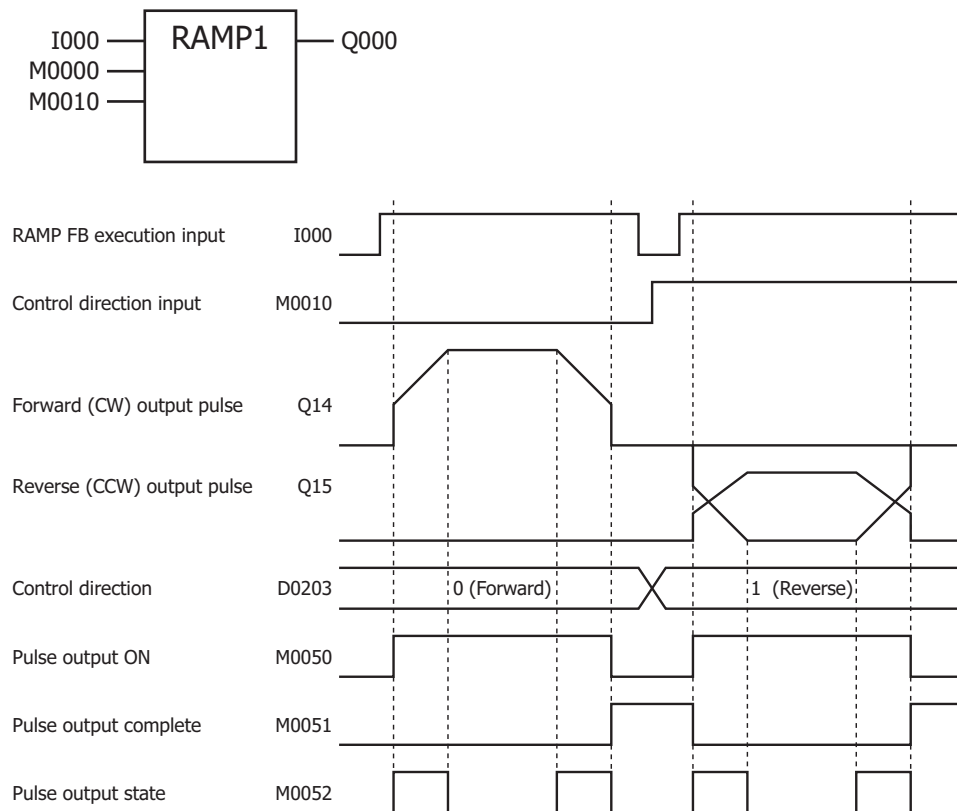 I000 RAMP1 Q000
M0000
M0010
RAMP FB execution input I000
Control direction input M0010
Forward (CW) output pulse Q14
Reverse (CCW) output pulse Q15
Control direction D0203 0 (Forward) 1 (Reverse)
Pulse output ON M0050
Pulse output complete M0051
Pulse output state M0052